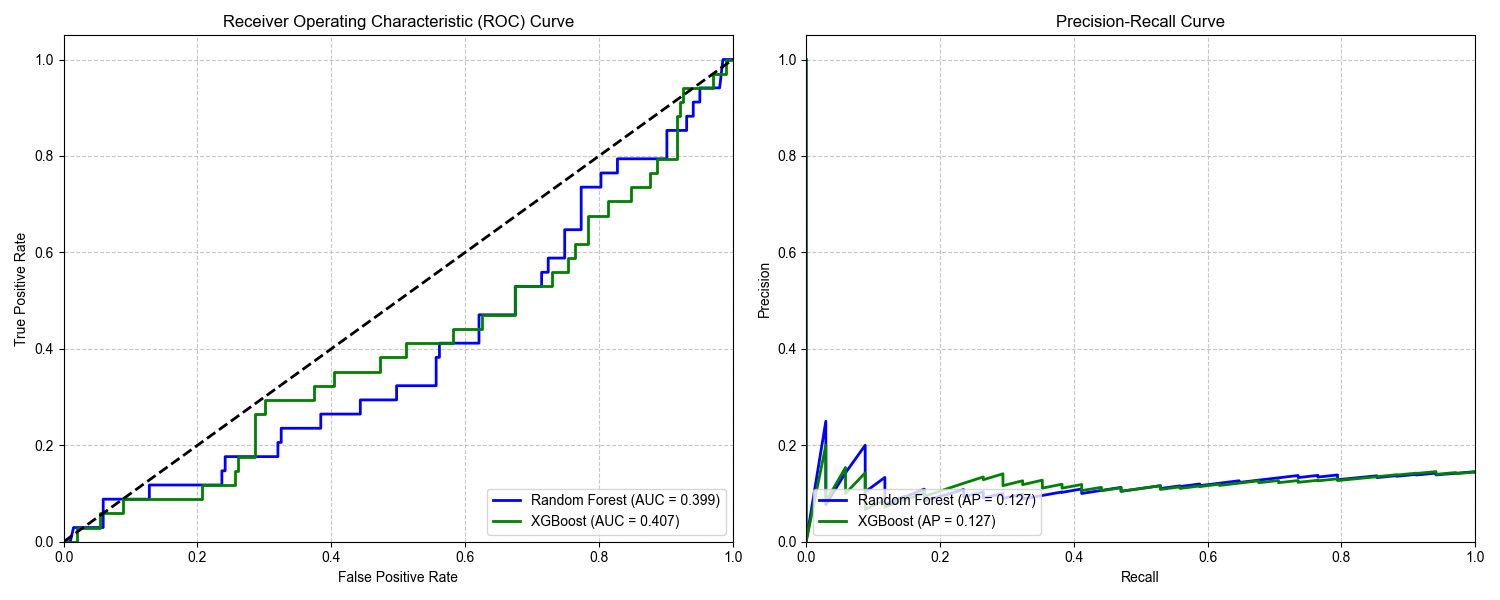 Receiver Operating Characteristic (ROC) Curve
True Positive Rate
1.0
0.8
0.6
0.4
0.2
0.0
0.0 0.2 0.4 0.6 0.8 1.0
False Positive Rate
Random Forest (AUC = 0.399)
XGBoost (AUC = 0.407)
Precision-Recall Curve
Precision
1.0
0.8
0.6
0.4
0.2
0.0
0.0 0.2 0.4 0.6 0.8 1.0
Recall
Random Forest (AP = 0.127)
XGBoost (AP = 0.127)